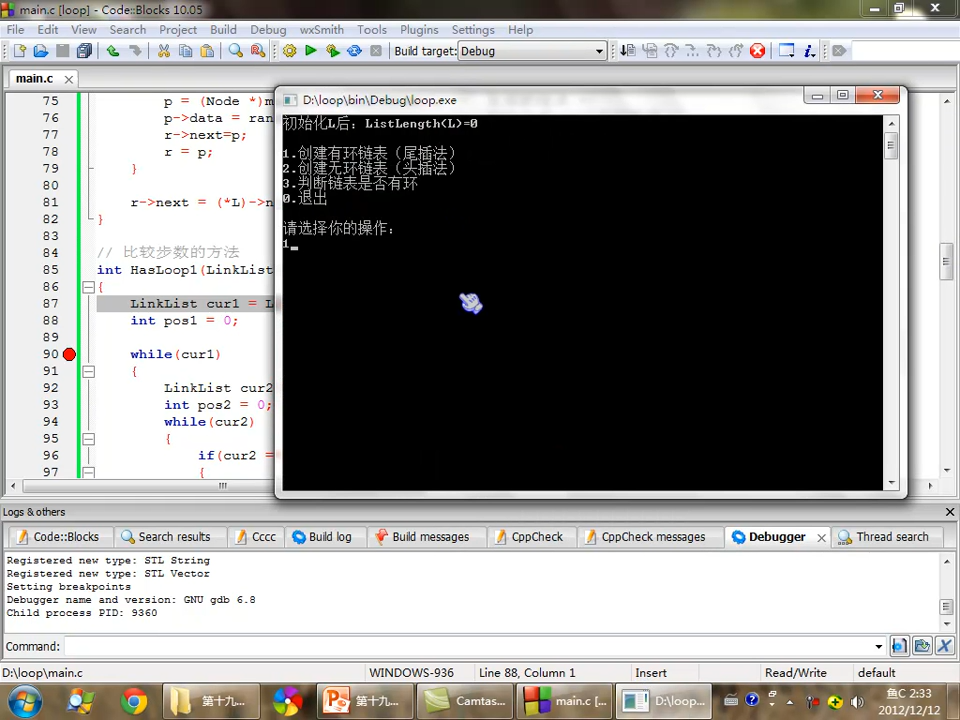 main.c [loop] - Code::Blocks 10.05
File Edit View Search Project Build Debug wxSmith Tools Plugins Settings Help
Build target: Debug
main.c
75 p = (Node *)m
76 p->data = ran
77 r->next=p;
78 r = p;
79 }
80
81 r->next = (*L)->n
82 }
83
84 // 比较步数的方法
85 int HasLoop1(LinkList
86 {
87 LinkList cur1 = L
88 int pos1 = 0;
89
90 while(cur1)
91 {
92 LinkList cur2
93 int pos2 = 0;
94 while(cur2)
95 {
96 if(cur2 =
97 {
D:\loop\bin\Debug\loop.exe
初始化L后：ListLength(L)=0
1.创建有环链表（尾插法）
2.创建无环链表（头插法）
3.判断链表是否有环
0.退出
请选择你的操作：
1_
Logs & others
Code::Blocks Search results Cccc Build log Build messages CppCheck CppCheck messages Debugger Thread search
Registered new type: STL String
Registered new type: STL Vector
Setting breakpoints
Debugger name and version: GNU gdb 6.8
Child process PID: 9360
Command:
D:\loop\main.c WINDOWS-936 Line 88, Column 1 Insert Read/Write default
第十九... 第十九... Camtas... main.c [... D:\loop... 鱼C 2:33
2012/12/12